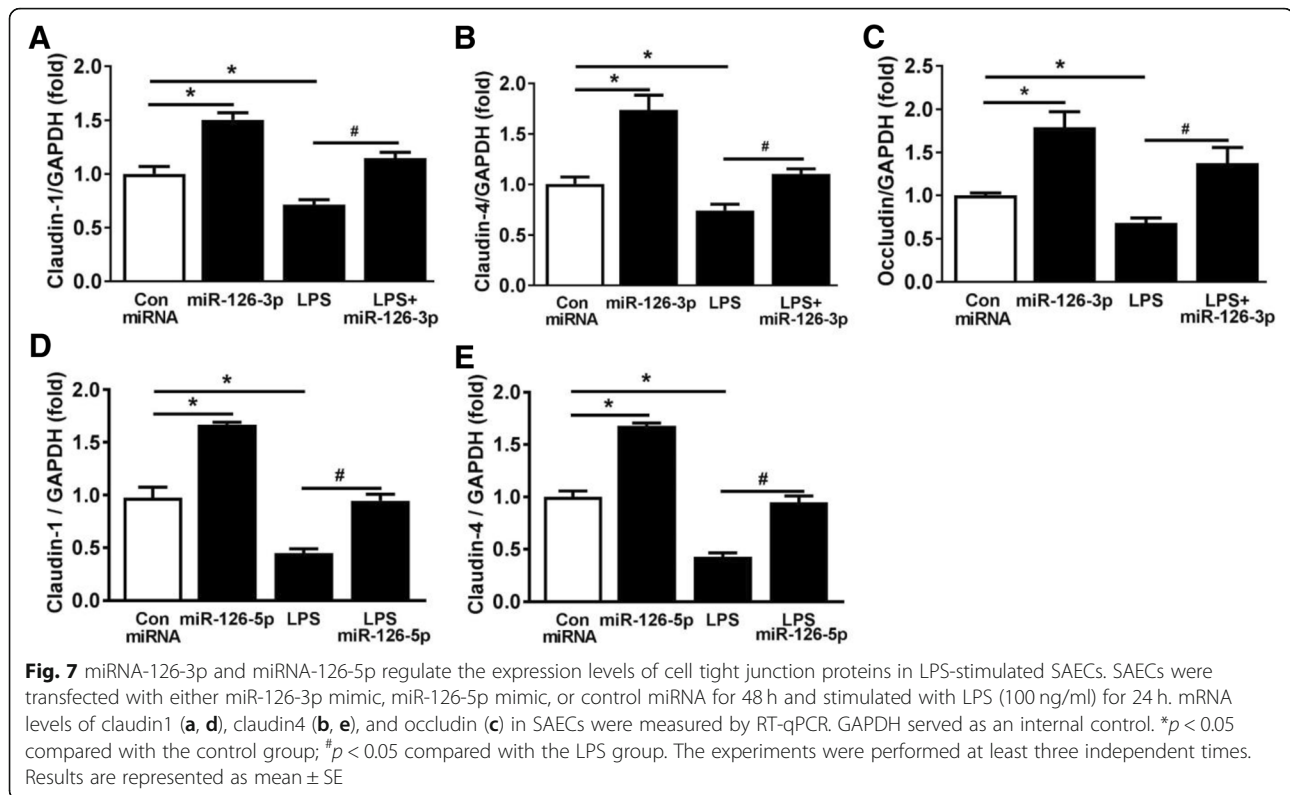 A
Claudin-1/GAPDH (fold)
2.0
1.5
1.0
0.5
0.0
*
*
#
Con
miRNA
miR-126-3p
LPS
LPS+
miR-126-3p
B
Claudin-4/GAPDH (fold)
2.0
1.5
1.0
0.5
0.0
*
*
#
Con
miRNA
miR-126-3p
LPS
LPS+
miR-126-3p
C
Occludin/GAPDH (fold)
2.5
2.0
1.5
1.0
0.5
0.0
*
*
#
Con
miRNA
miR-126-3p
LPS
LPS+
miR-126-3p
D
Claudin-1 / GAPDH (fold)
2.0
1.5
1.0
0.5
0.0
*
*
#
Con
miRNA
miR-126-5p
LPS
LPS
miR-126-5p
E
Claudin-4 / GAPDH (fold)
2.0
1.5
1.0
0.5
0.0
*
*
#
Con
miRNA
miR-126-5p
LPS
LPS
miR-126-5p
Fig. 7 miRNA-126-3p and miRNA-126-5p regulate the expression levels of cell tight junction proteins in LPS-stimulated SAECs. SAECs were
transfected with either miR-126-3p mimic, miR-126-5p mimic, or control miRNA for 48 h and stimulated with LPS (100 ng/ml) for 24 h. mRNA
levels of claudin1 (a, d), claudin4 (b, e), and occludin (c) in SAECs were measured by RT-qPCR. GAPDH served as an internal control. *p < 0.05
compared with the control group; #p < 0.05 compared with the LPS group. The experiments were performed at least three independent times.
Results are represented as mean ± SE